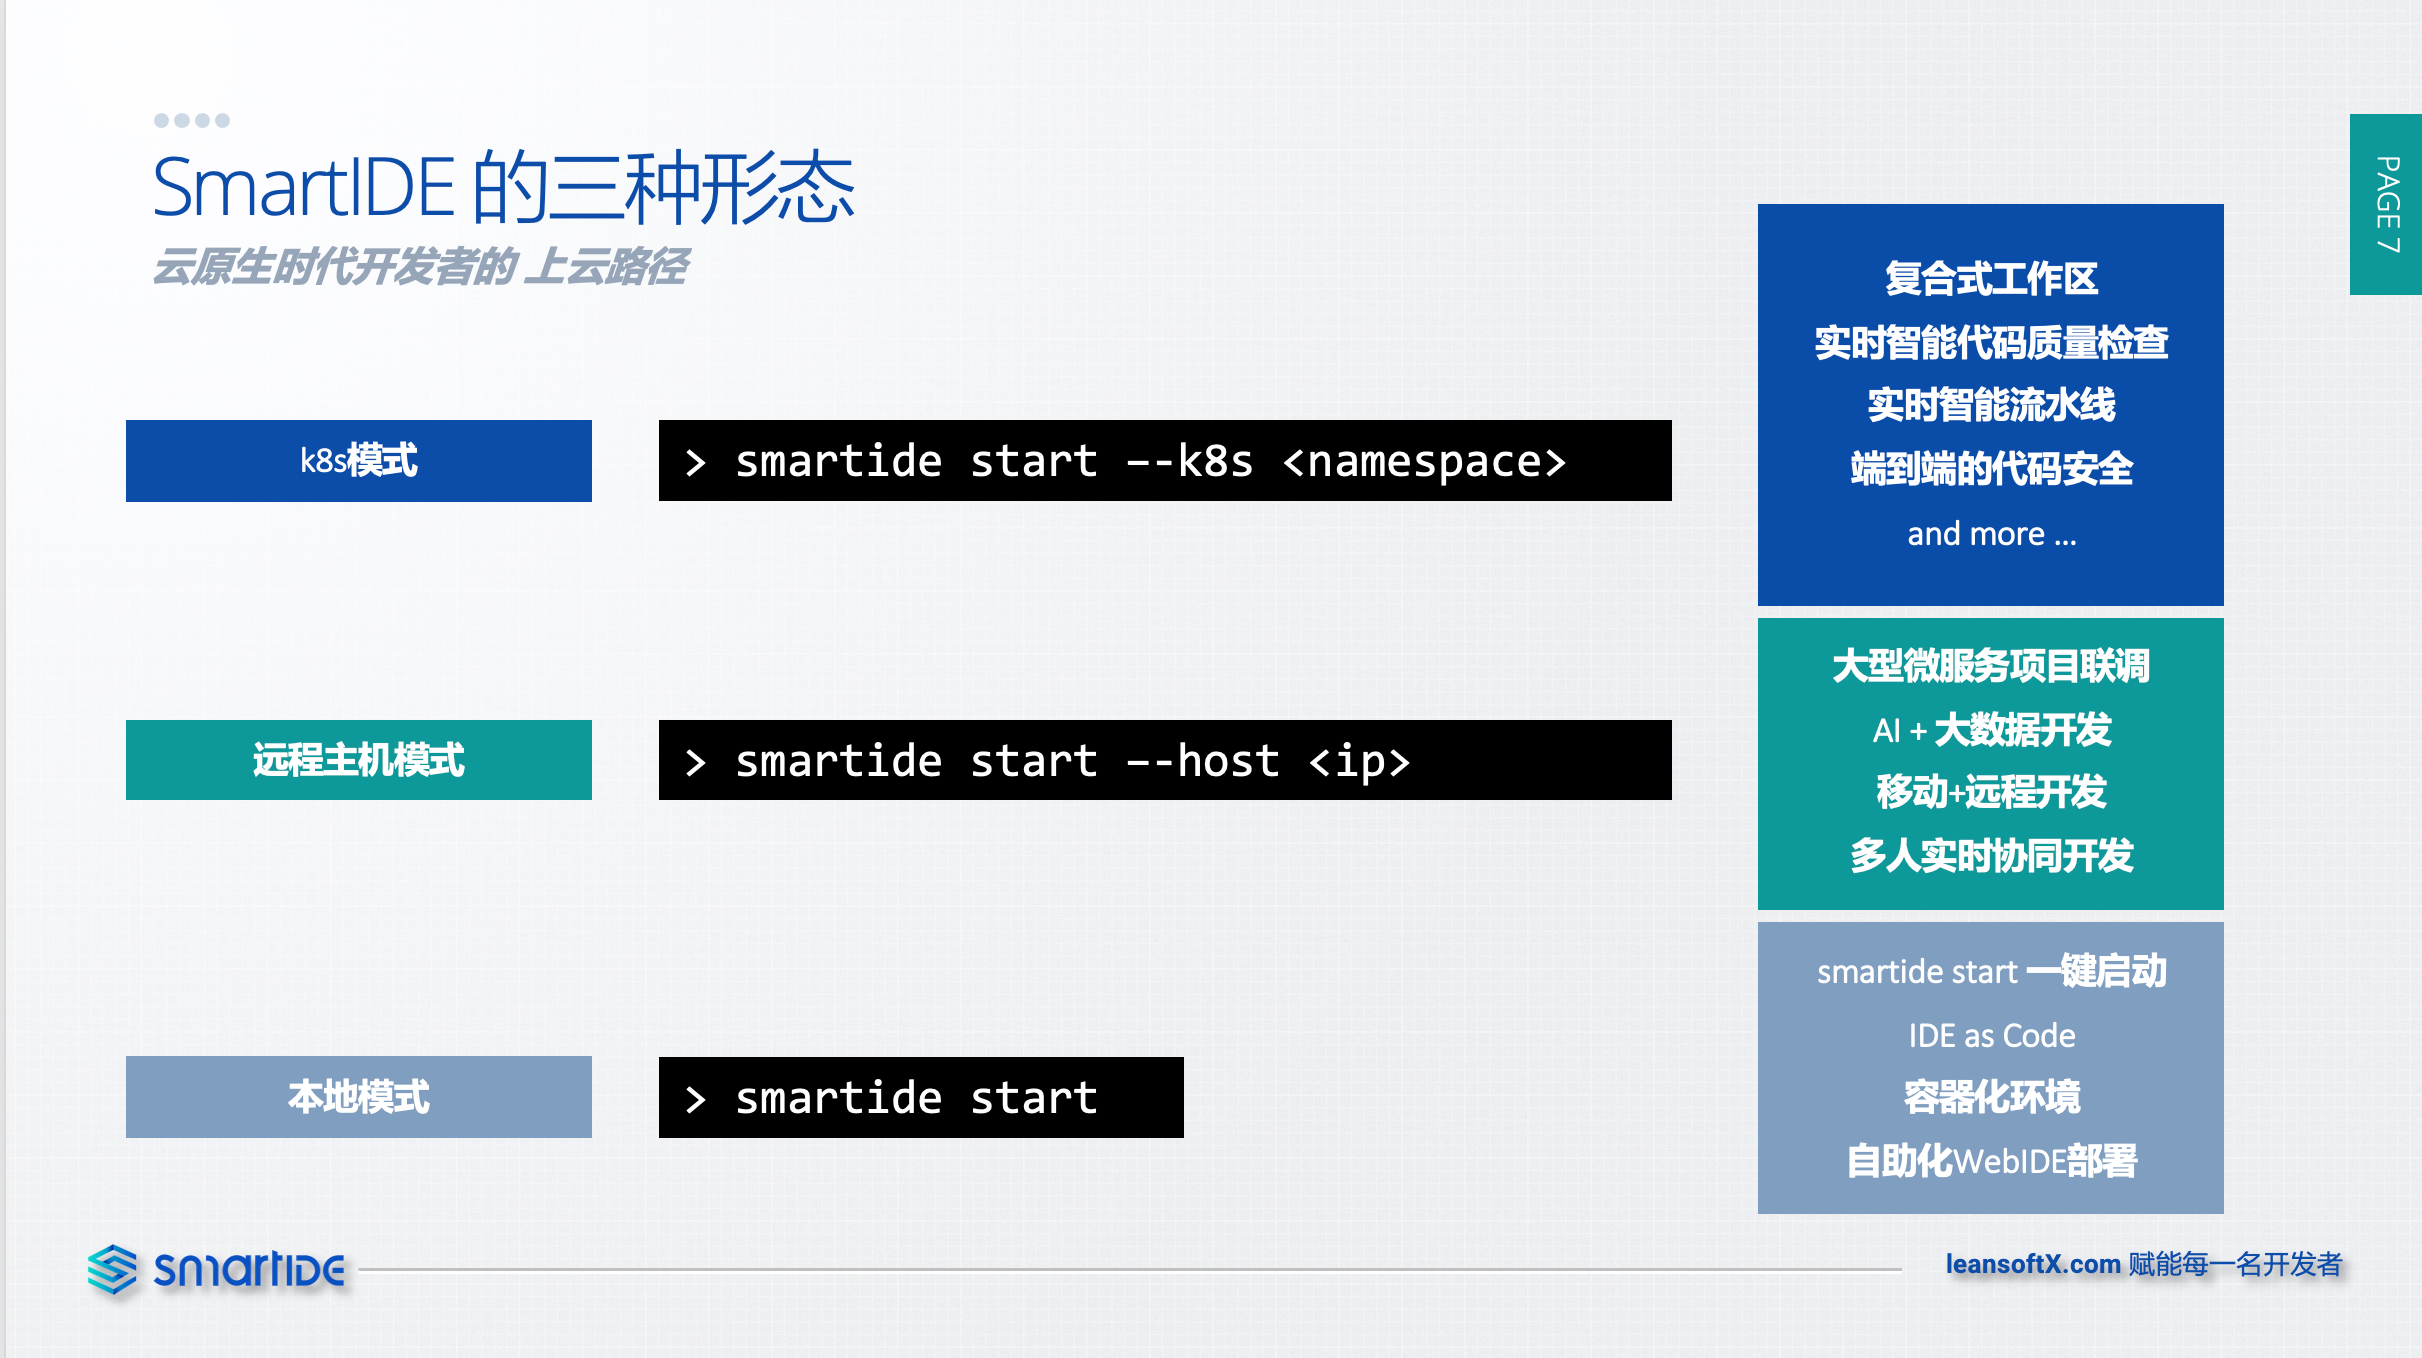 SmartIDE 的三种形态
云原生时代开发者的 上云路径
PAGE 7
k8s模式
> smartide start –-k8s <namespace>
复合式工作区
实时智能代码质量检查
实时智能流水线
端到端的代码安全
and more ...
远程主机模式
> smartide start –-host <ip>
大型微服务项目联调
AI + 大数据开发
移动+远程开发
多人实时协同开发
本地模式
> smartide start
smartide start 一键启动
IDE as Code
容器化环境
自助化WebIDE部署
smartIDE
leansoftX.com 赋能每一名开发者